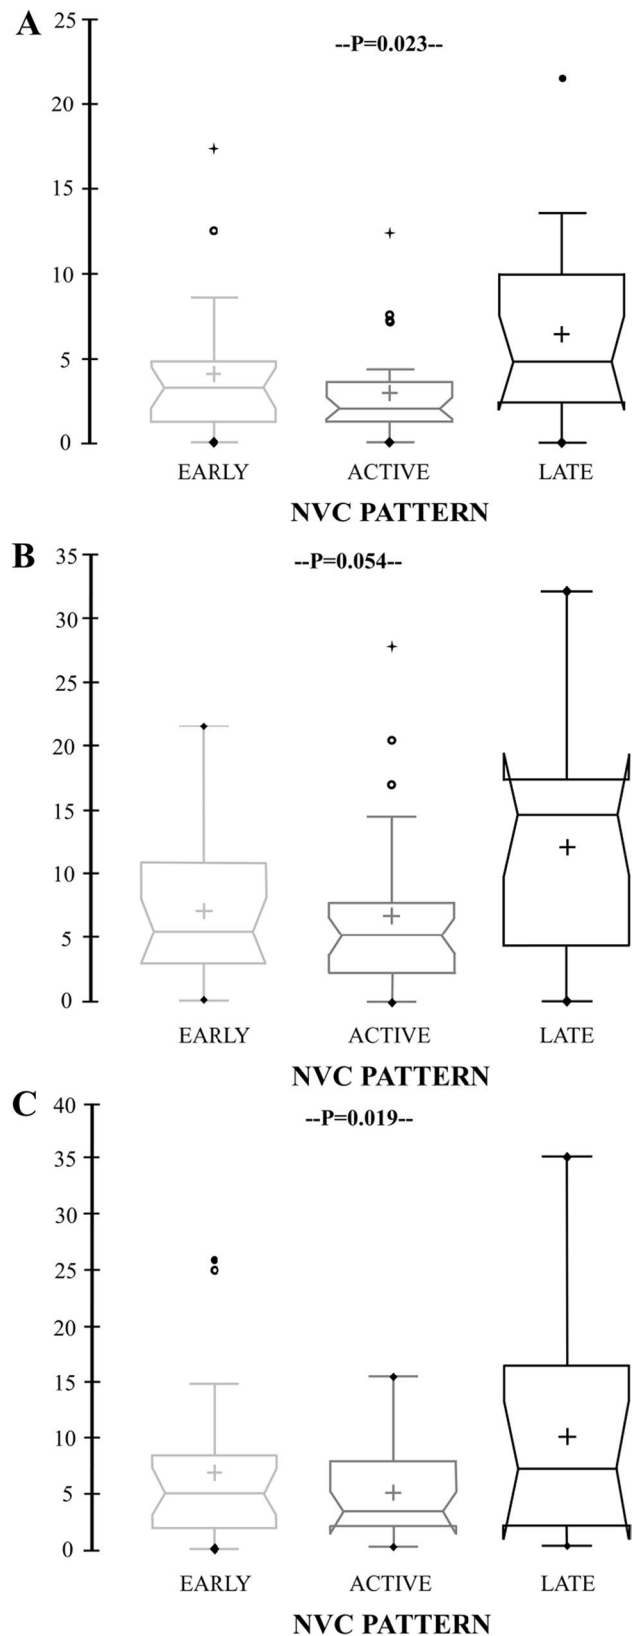 A
25
--P=0.023--
20
15
10
5
0
EARLY ACTIVE LATE
NVC PATTERN
B
35
--P=0.054--
30
25
20
15
10
5
0
EARLY ACTIVE LATE
NVC PATTERN
C
40
--P=0.019--
35
30
25
20
15
10
5
0
EARLY ACTIVE LATE
NVC PATTERN